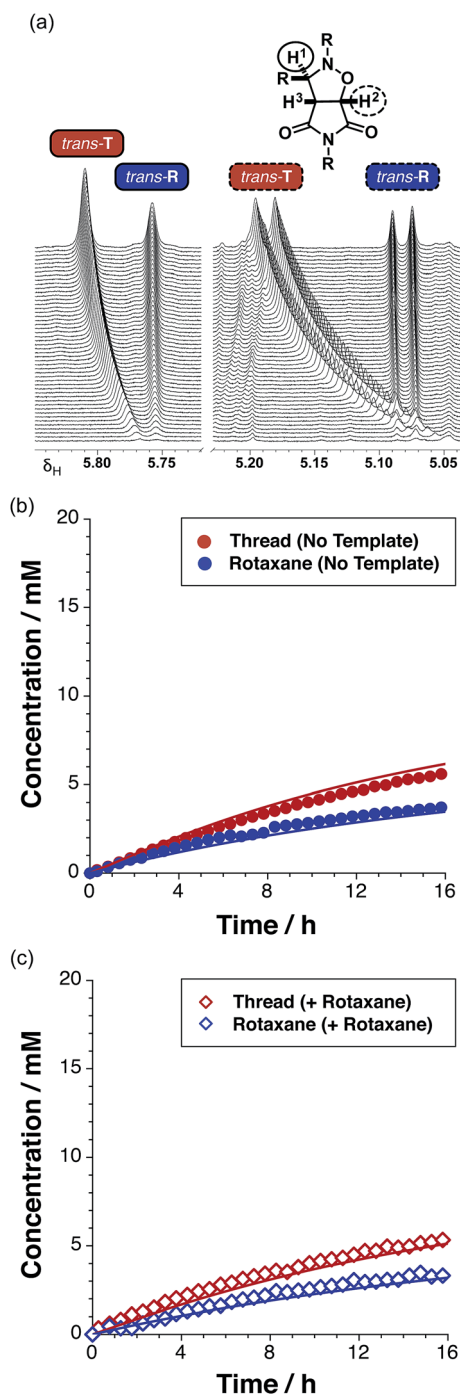 (a)
R
H1
N
R
O
H3
H2
O
N
O
R
trans-T
trans-R
trans-T
trans-R
δH 5.80 5.75 5.20 5.15 5.10 5.05
(b)
20
15
10
5
0
Concentration / mM
Thread (No Template)
Rotaxane (No Template)
0 4 8 12 16
Time / h
(c)
20
15
10
5
0
Concentration / mM
Thread (+ Rotaxane)
Rotaxane (+ Rotaxane)
0 4 8 12 16
Time / h